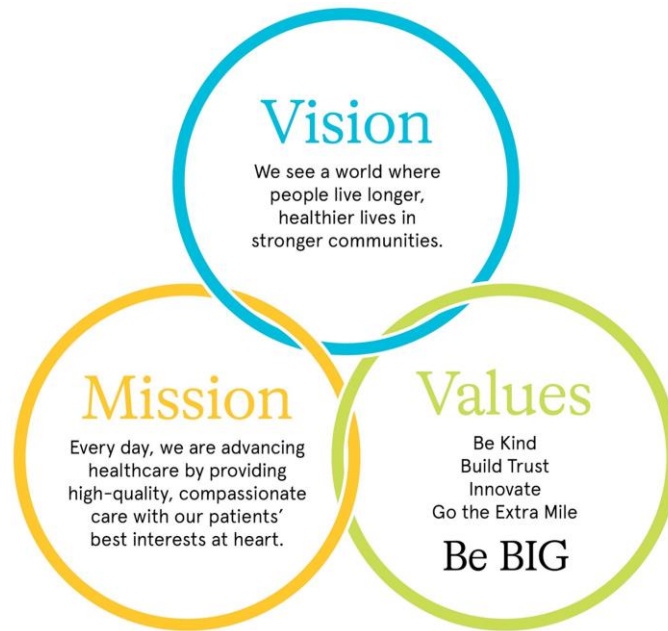 Vision
We see a world where
people live longer,
healthier lives in
stronger communities.
Mission
Every day, we are advancing
healthcare by providing
high-quality, compassionate
care with our patients’
best interests at heart.
Values
Be Kind
Build Trust
Innovate
Go the Extra Mile
Be BIG